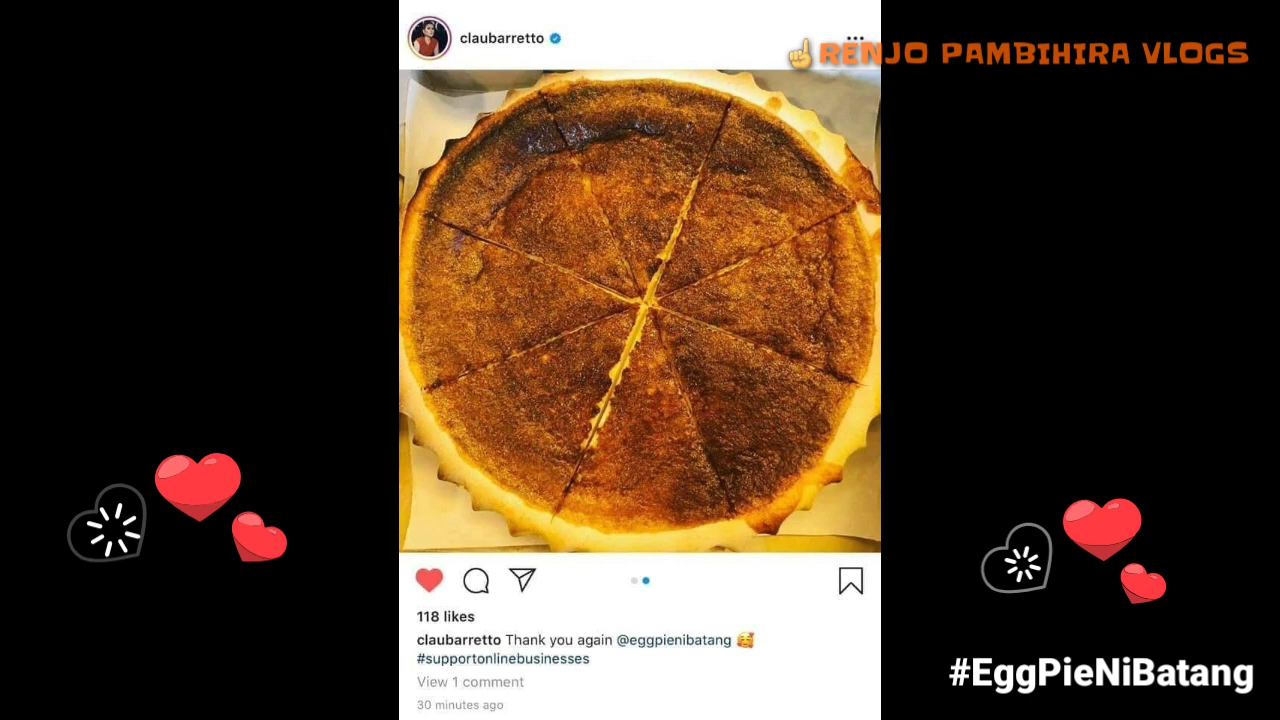 claubarretto
☝RENJO PAMBIHIRA VLOGS
118 likes
claubarretto Thank you again @eggpienibatang 🥰
#supportonlinebusinesses
View 1 comment
30 minutes ago
#EggPieNiBatang